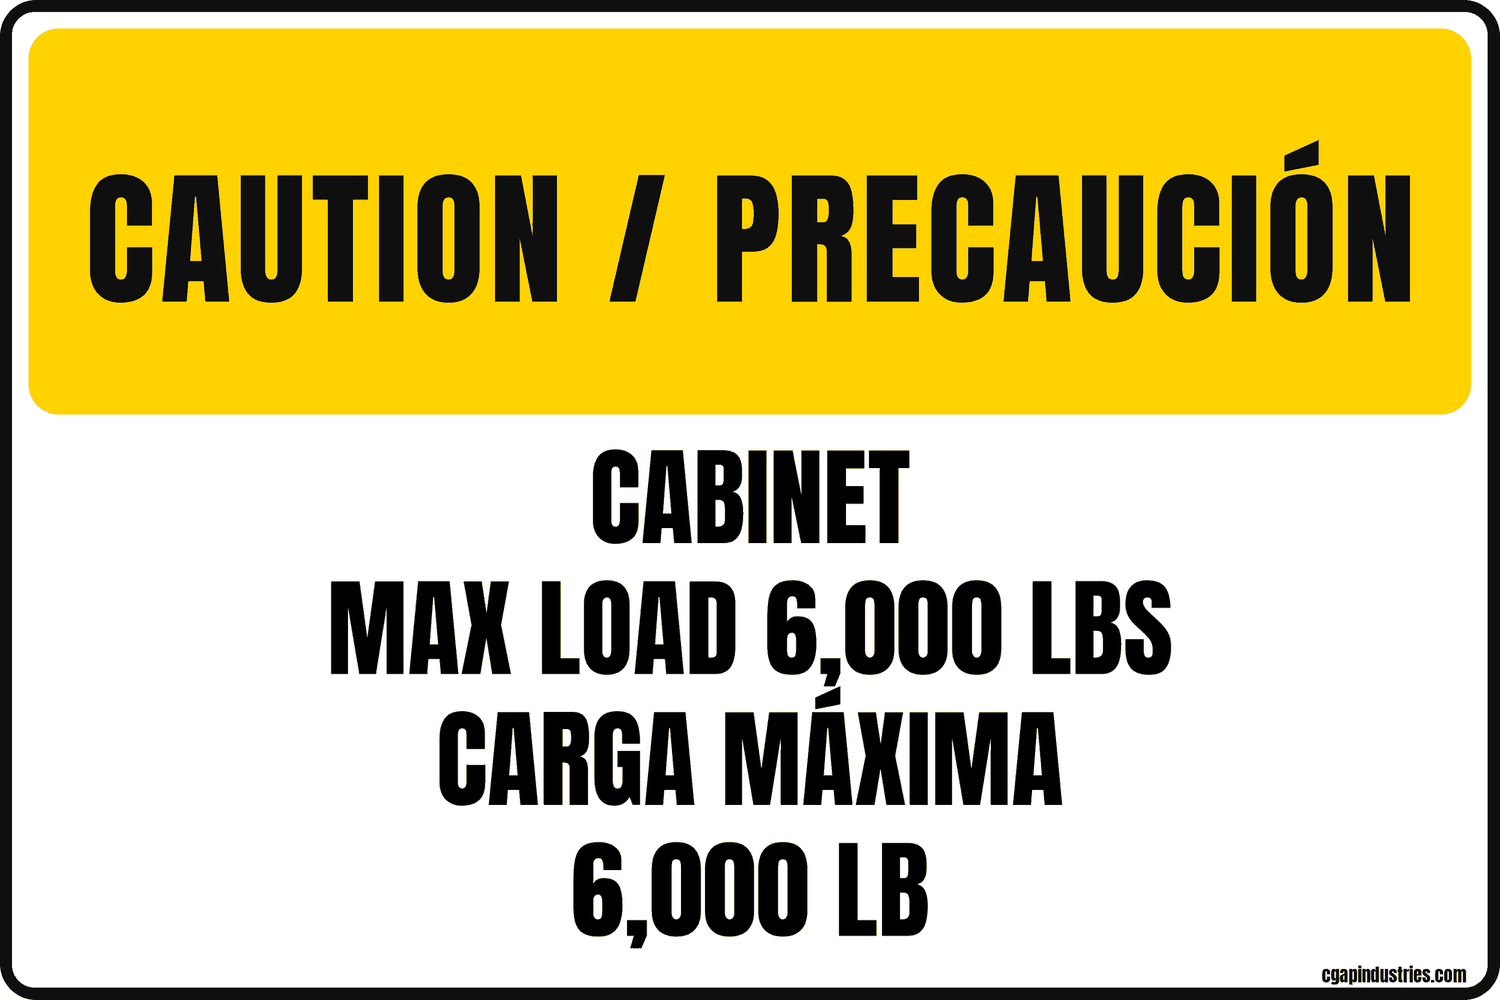 CAUTION / PRECAUCIÓN
CABINET
MAX LOAD 6,000 LBS
CARGA MÁXIMA
6,000 LB
cgapindustries.com